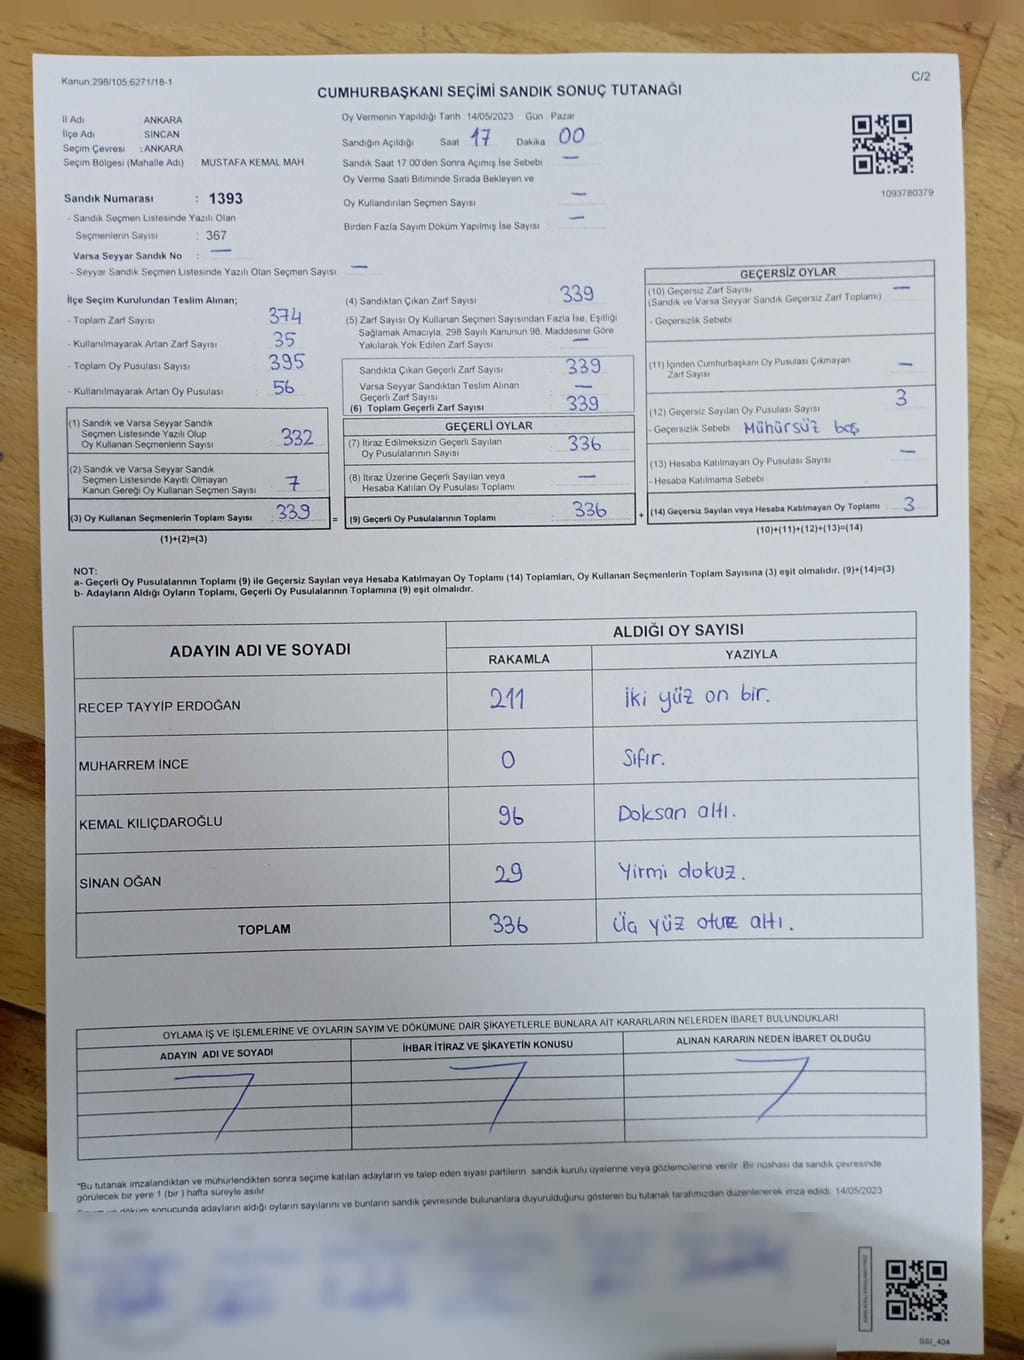 Kanun:298/105;6271/18-1
C/2
CUMHURBAŞKANI SEÇİMİ SANDIK SONUÇ TUTANAĞI
İl Adı ANKARA
İlçe Adı SİNCAN
Seçim Çevresi : ANKARA
Seçim Bölgesi (Mahalle Adı) : MUSTAFA KEMAL MAH
Oy Vermenin Yapıldığı Tarih 14/05/2023 Gün Pazar
Sandığın Açıldığı Saat 17 Dakika 00
Sandık Saat 17:00'den Sonra Açımış İse Sebebi —
Oy Verme Saati Bitiminde Sırada Bekleyen ve
Oy Kullandırılan Seçmen Sayısı —
Birden Fazla Sayım Döküm Yapılmış İse Sayısı —
1093780379
Sandık Numarası : 1393
- Sandık Seçmen Listesinde Yazılı Olan
Seçmenlerin Sayısı : 367
Varsa Seyyar Sandık No : —
- Seyyar Sandık Seçmen Listesinde Yazılı Olan Seçmen Sayısı —
İlçe Seçim Kurulundan Teslim Alınan;
- Toplam Zarf Sayısı 374
- Kullanılmayarak Artan Zarf Sayısı 35
- Toplam Oy Pusulası Sayısı 395
- Kullanılmayarak Artan Oy Pusulası 56
(1) Sandık ve Varsa Seyyar Sandık
Seçmen Listesinde Yazılı Olup
Oy Kullanan Seçmenlerin Sayısı 332
(2) Sandık ve Varsa Seyyar Sandık
Seçmen Listesinde Kayıtlı Olmayan
Kanun Gereği Oy Kullanan Seçmen Sayısı 7
(3) Oy Kullanan Seçmenlerin Toplam Sayısı 339
(1)+(2)=(3)
(4) Sandıktan Çıkan Zarf Sayısı 339
(5) Zarf Sayısı Oy Kullanan Seçmen Sayısından Fazla İse, Eşitliği
Sağlamak Amacıyla, 298 Sayılı Kanunun 98. Maddesine Göre
Yakılarak Yok Edilen Zarf Sayısı —
Sandıkta Çıkan Geçerli Zarf Sayısı 339
Varsa Seyyar Sandıktan Teslim Alınan
Geçerli Zarf Sayısı —
(6) Toplam Geçerli Zarf Sayısı 339
GEÇERLİ OYLAR
(7) İtiraz Edilmeksizin Geçerli Sayılan
Oy Pusulalarının Sayısı 336
(8) İtiraz Üzerine Geçerli Sayılan veya
Hesaba Katılan Oy Pusulası Toplamı —
= (9) Geçerli Oy Pusulalarının Toplamı 336
GEÇERSİZ OYLAR
(10) Geçersiz Zarf Sayısı —
(Sandık ve Varsa Seyyar Sandık Geçersiz Zarf Toplamı)
- Geçersizlik Sebebi
(11) İçinden Cumhurbaşkanı Oy Pusulası Çıkmayan
Zarf Sayısı —
(12) Geçersiz Sayılan Oy Pusulası Sayısı 3
- Geçersizlik Sebebi Mühürsüz boş
(13) Hesaba Katılmayan Oy Pusulası Sayısı —
- Hesaba Katılmama Sebebi
+ (14) Geçersiz Sayılan veya Hesaba Katılmayan Oy Toplamı 3
(10)+(11)+(12)+(13)=(14)
NOT:
a- Geçerli Oy Pusulalarının Toplamı (9) ile Geçersiz Sayılan veya Hesaba Katılmayan Oy Toplamı (14) Toplamları, Oy Kullanan Seçmenlerin Toplam Sayısına (3) eşit olmalıdır. (9)+(14)=(3)
b- Adayların Aldığı Oyların Toplamı, Geçerli Oy Pusulalarının Toplamına (9) eşit olmalıdır.
ADAYIN ADI VE SOYADI ALDIĞI OY SAYISI
RAKAMLA YAZIYLA
RECEP TAYYİP ERDOĞAN 211 İki yüz on bir.
MUHARREM İNCE 0 Sıfır.
KEMAL KILIÇDAROĞLU 96 Doksan altı.
SİNAN OĞAN 29 Yirmi dokuz.
TOPLAM 336 Üç yüz otuz altı.
OYLAMA İŞ VE İŞLEMLERİNE VE OYLARIN SAYIM VE DÖKÜMÜNE DAİR ŞİKAYETLERLE BUNLARA AİT KARARLARIN NELERDEN İBARET BULUNDUKLARI
ADAYIN ADI VE SOYADI İHBAR İTİRAZ VE ŞİKAYETİN KONUSU ALINAN KARARIN NEDEN İBARET OLDUĞU
*Bu tutanak imzalandıktan ve mühürlendikten sonra seçime katılan adayların ve talep eden siyasi partilerin sandık kurulu üyelerine veya gözlemcilerine verilir. Bir nüshası da sandık çevresinde
görülecek bir yere 1 (bir ) hafta süreyle asılır.
döküm sonucunda adayların aldığı oyların sayılarını ve bunların sandık çevresinde bulunanlara duyurulduğunu gösteren bu tutanak tarafımızdan düzenlenerek imza edildi. 14/05/2023
SSI_404